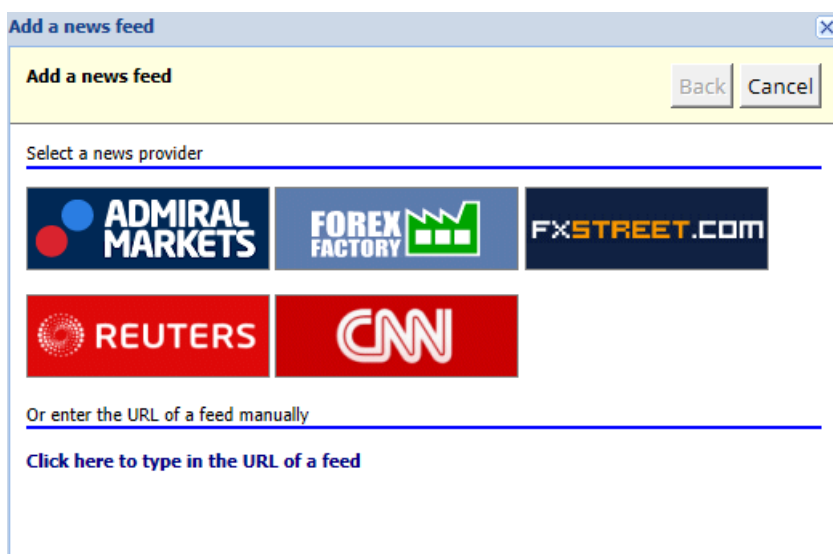 Add a news feed
Add a news feed
Back Cancel
Select a news provider
ADMIRAL
MARKETS
FOREX
FACTORY
FXSTREET.COM
REUTERS
CNN
Or enter the URL of a feed manually
Click here to type in the URL of a feed